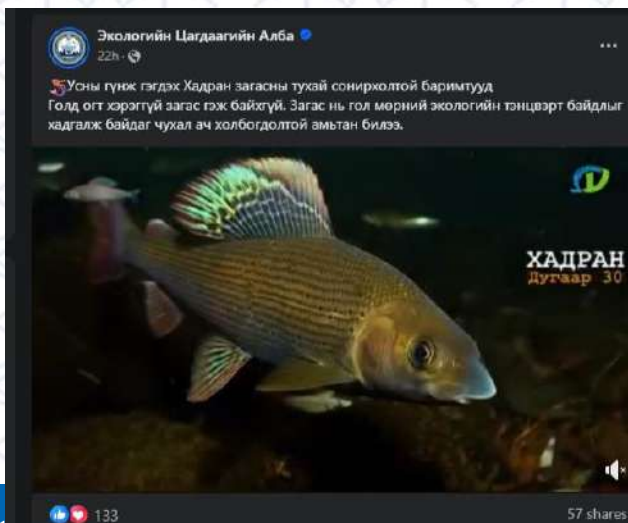 Экологийн Цагдаагийн Алба
22h
Усны гүнж гэгдэх Хадран загасны тухай сонирхолтой баримтууд
Голд огт хэрэггүй загас гэж байхгүй. Загас нь гол мөрний экологийн тэнцвэрт байдлыг
хадгалж байдаг чухал ач холбогдолтой амьтан билээ.
ХАДРАН
Дугаар 30
133
57 shares